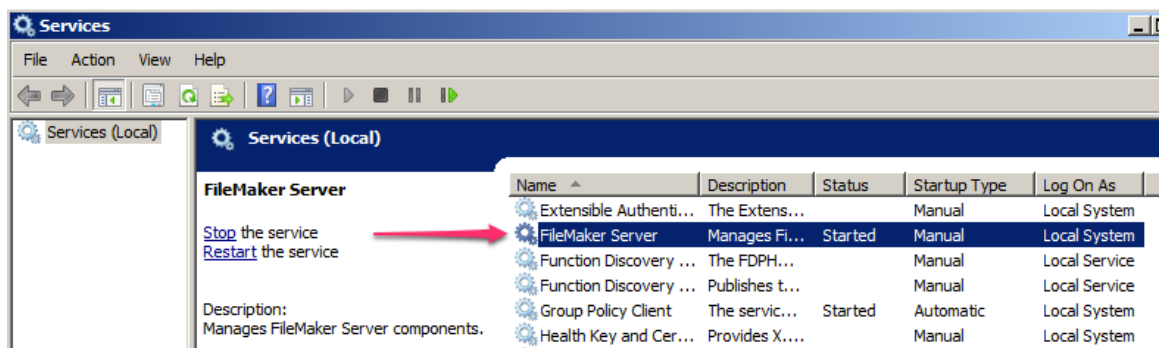 Services
File Action View Help
Services (Local)
Services (Local)
FileMaker Server
Stop the service
Restart the service
Description:
Manages FileMaker Server components.
Name Description Status Startup Type Log On As
Extensible Authenti... The Extens... Manual Local System
FileMaker Server Manages Fi... Started Manual Local System
Function Discovery ... The FDPH... Manual Local Service
Function Discovery ... Publishes t... Manual Local Service
Group Policy Client The servic... Started Automatic Local System
Health Key and Cer... Provides X.... Manual Local System